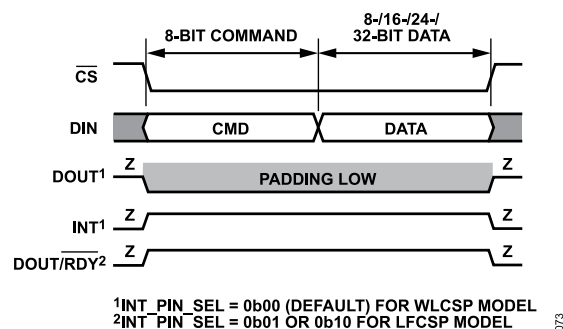 8-BIT COMMAND
8-/16-/24-/
32-BIT DATA
CS
DIN
CMD
DATA
DOUT1
Z
PADDING LOW
Z
INT1
Z
Z
DOUT/RDY2
Z
Z
1INT_PIN_SEL = 0b00 (DEFAULT) FOR WLCSP MODEL
2INT_PIN_SEL = 0b01 OR 0b10 FOR LFCSP MODEL
073